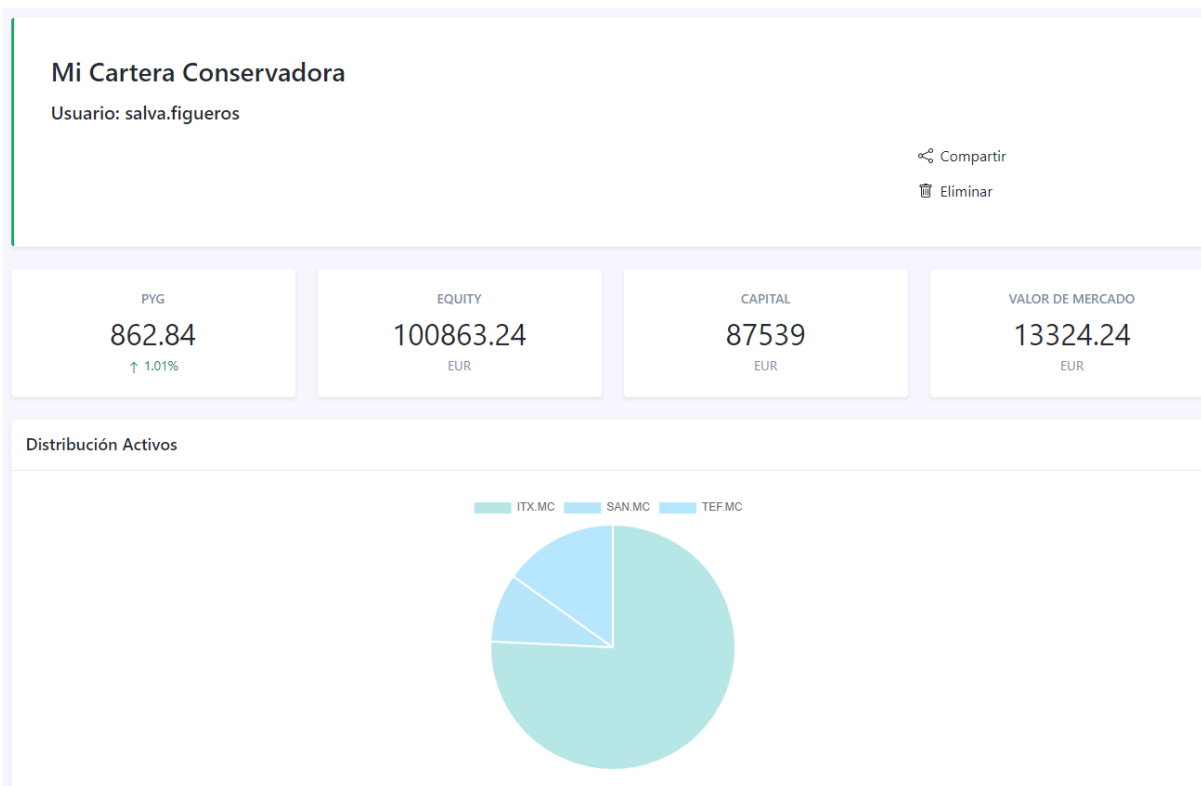 Mi Cartera Conservadora
Usuario: salva.figueros
Compartir
Eliminar
PYG
862.84
↑ 1.01%
EQUITY
100863.24
EUR
CAPITAL
87539
EUR
VALOR DE MERCADO
13324.24
EUR
Distribución Activos
ITX.MC SAN.MC TEF.MC